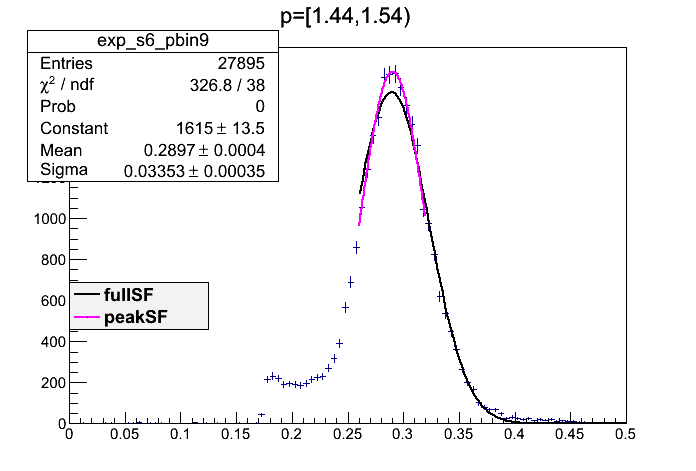 p=[1.44,1.54)
exp_s6_pbin9
Entries 27895
χ² / ndf 326.8 / 38
Prob 0
Constant 1615 ± 13.5
Mean 0.2897 ± 0.0004
Sigma 0.03353 ± 0.00035
1000
800
fullSF
600
peakSF
400
200
0
0 0.05 0.1 0.15 0.2 0.25 0.3 0.35 0.4 0.45 0.5